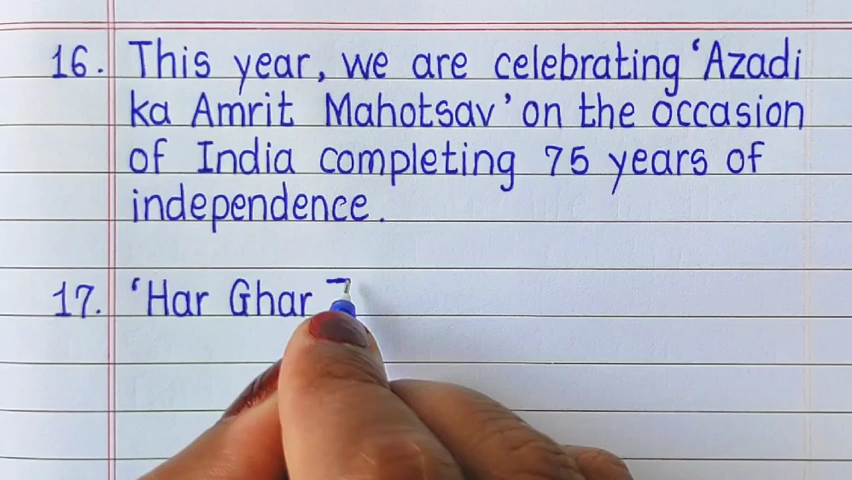 16. This year, we are celebrating ‘Azadi
ka Amrit Mahotsav’ on the occasion
of India completing 75 years of
independence.
17. ‘Har Ghar